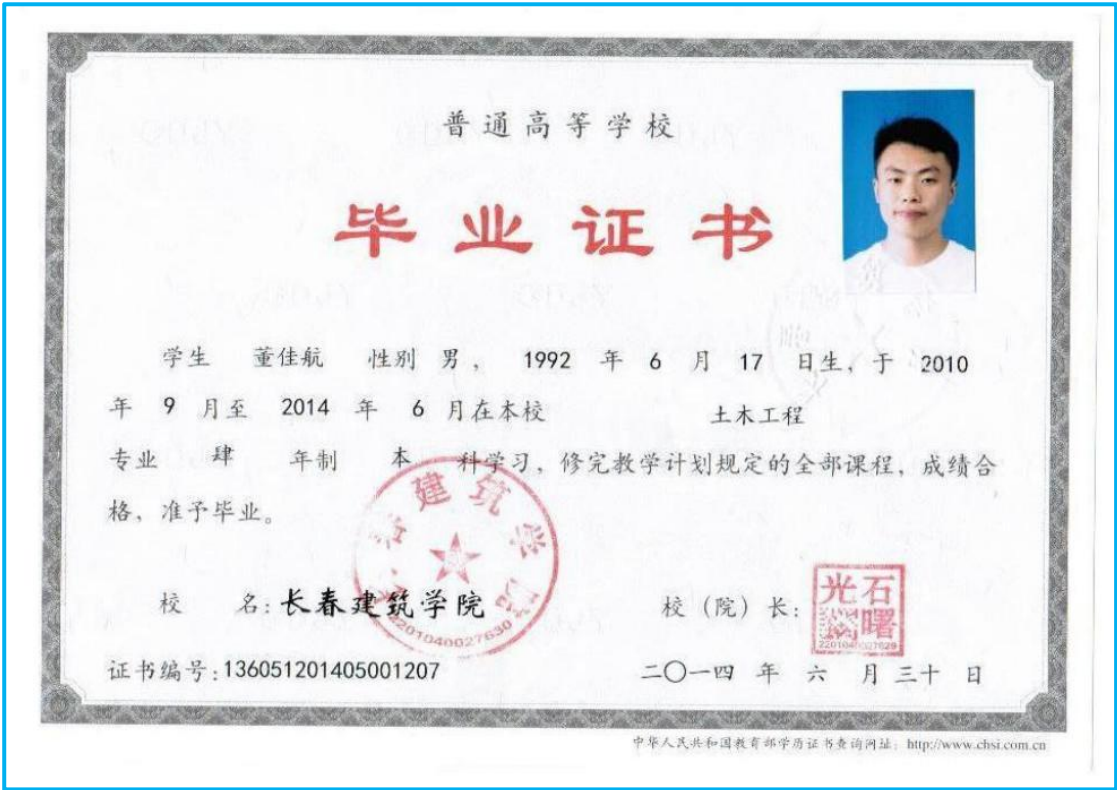 普通高等学校
毕业证书
学生 董佳航 性别 男， 1992 年 6 月 17 日生，于 2010
年 9 月至 2014 年 6 月在本校 土木工程
专业 肆 年制 本 科学习，修完教学计划规定的全部课程，成绩合
格，准予毕业。
建筑学院
2201040027630
校 名：长春建筑学院
校（院）长：
石曙光
2201040027629
证书编号：136051201405001207
二〇一四 年 六 月 三十 日
中华人民共和国教育部学历证书查询网址：http://www.chsi.com.cn